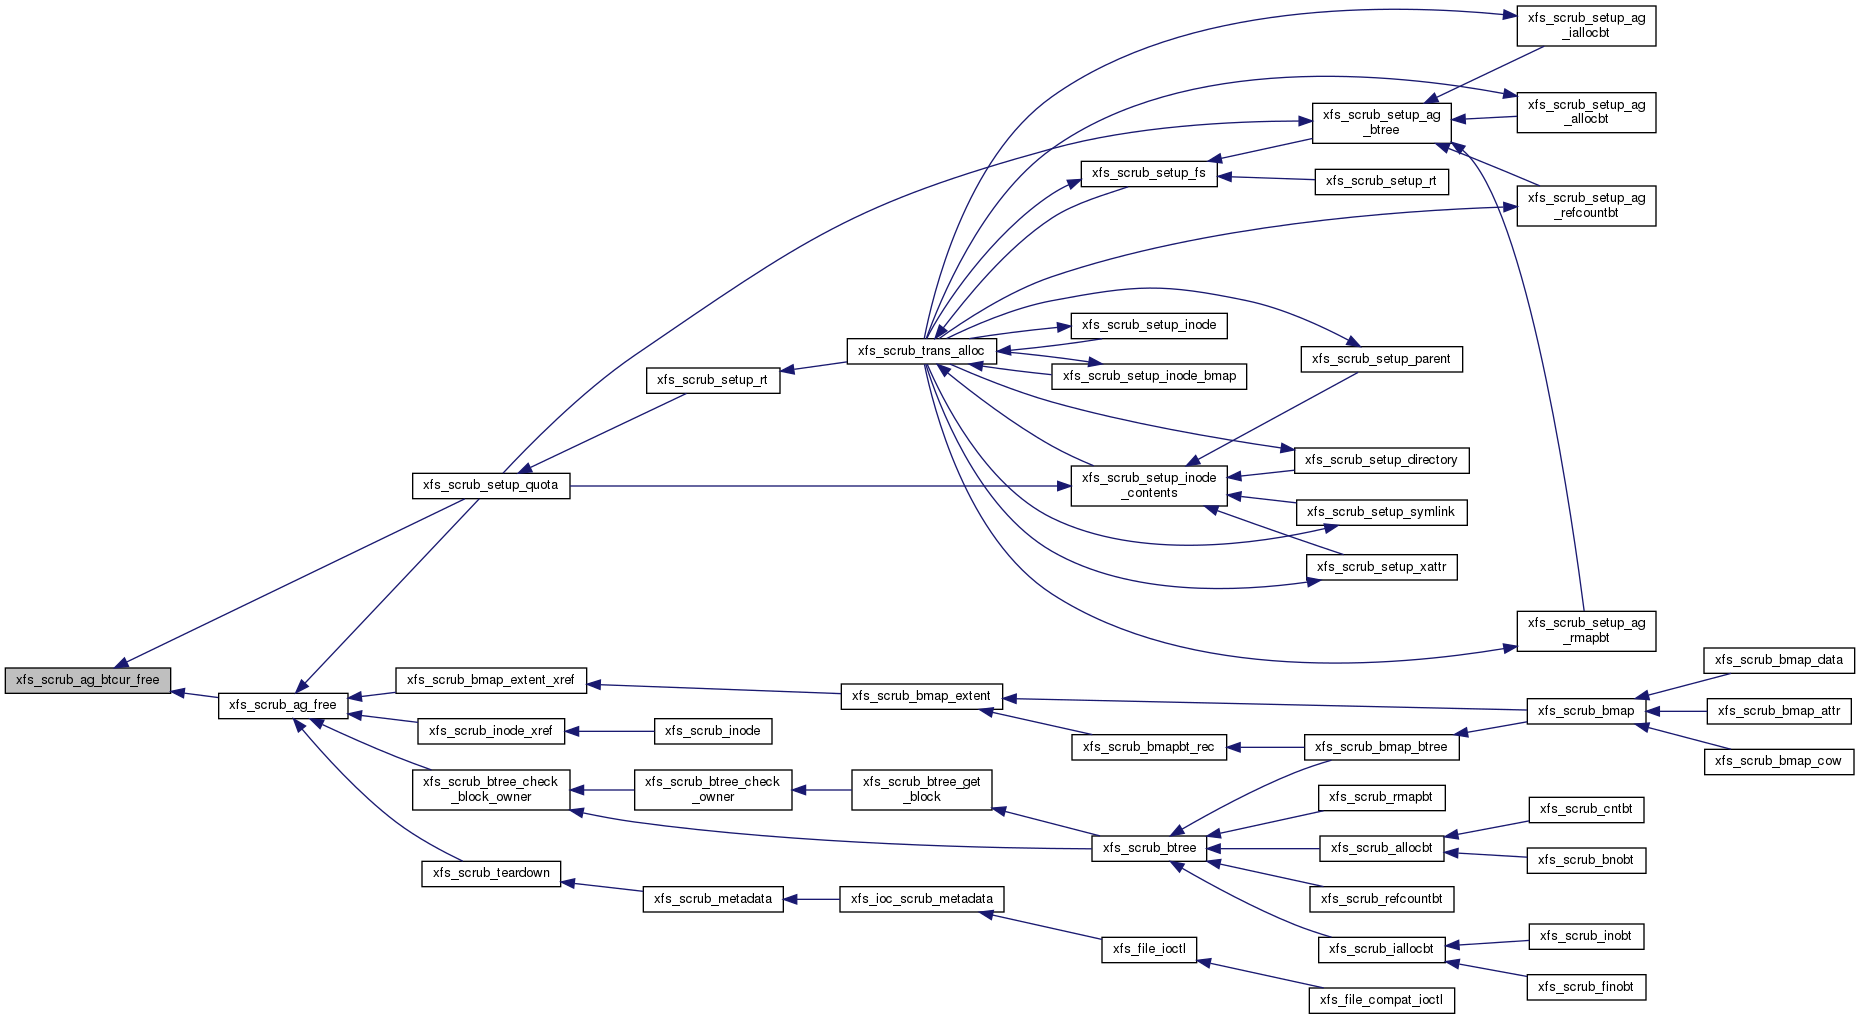 xfs_scrub_setup_ag
_iallocbt
xfs_scrub_setup_ag
_allocbt
xfs_scrub_setup_ag
_btree
xfs_scrub_setup_fs
xfs_scrub_setup_rt
xfs_scrub_setup_ag
_refcountbt
xfs_scrub_setup_inode
xfs_scrub_trans_alloc
xfs_scrub_setup_parent
xfs_scrub_setup_rt
xfs_scrub_setup_inode_bmap
xfs_scrub_setup_directory
xfs_scrub_setup_quota
xfs_scrub_setup_inode
_contents
xfs_scrub_setup_symlink
xfs_scrub_setup_xattr
xfs_scrub_setup_ag
_rmapbt
xfs_scrub_bmap_data
xfs_scrub_ag_btcur_free
xfs_scrub_bmap_extent_xref
xfs_scrub_bmap_extent
xfs_scrub_ag_free
xfs_scrub_bmap
xfs_scrub_bmap_attr
xfs_scrub_inode_xref
xfs_scrub_inode
xfs_scrub_bmapbt_rec
xfs_scrub_bmap_btree
xfs_scrub_bmap_cow
xfs_scrub_btree_check
_block_owner
xfs_scrub_btree_check
_owner
xfs_scrub_btree_get
_block
xfs_scrub_rmapbt
xfs_scrub_cntbt
xfs_scrub_btree
xfs_scrub_allocbt
xfs_scrub_bnobt
xfs_scrub_teardown
xfs_scrub_metadata
xfs_ioc_scrub_metadata
xfs_scrub_refcountbt
xfs_scrub_inobt
xfs_file_ioctl
xfs_scrub_iallocbt
xfs_scrub_finobt
xfs_file_compat_ioctl